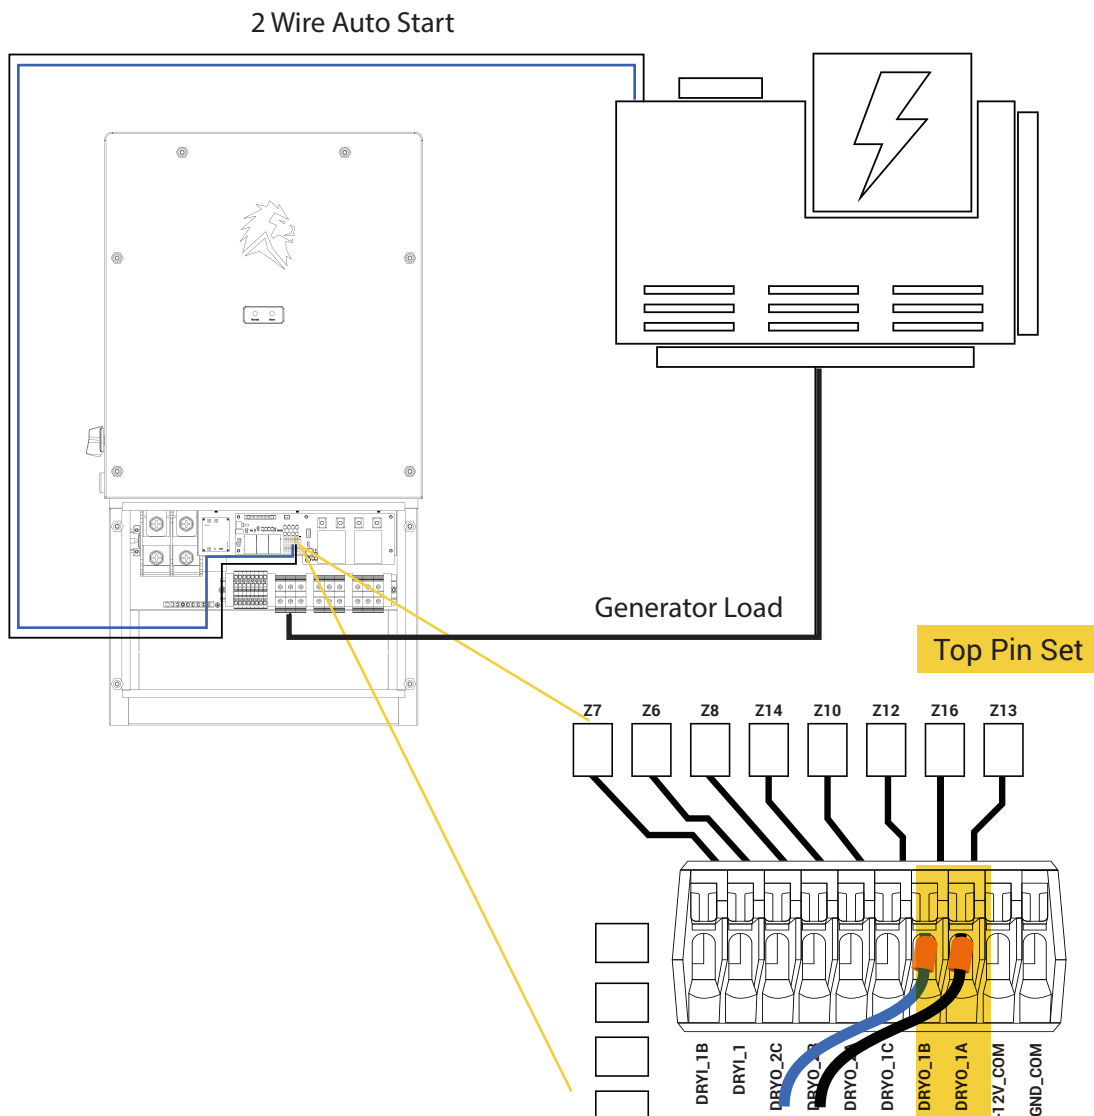 2 Wire Auto Start
Generator Load
Top Pin Set
Z7 Z6 Z8 Z14 Z10 Z12 Z16 Z13
DRYI_1B
DRYI_1
DRYO_2C
DRYO_1C
DRYO_1B
DRYO_1A
GND_COM